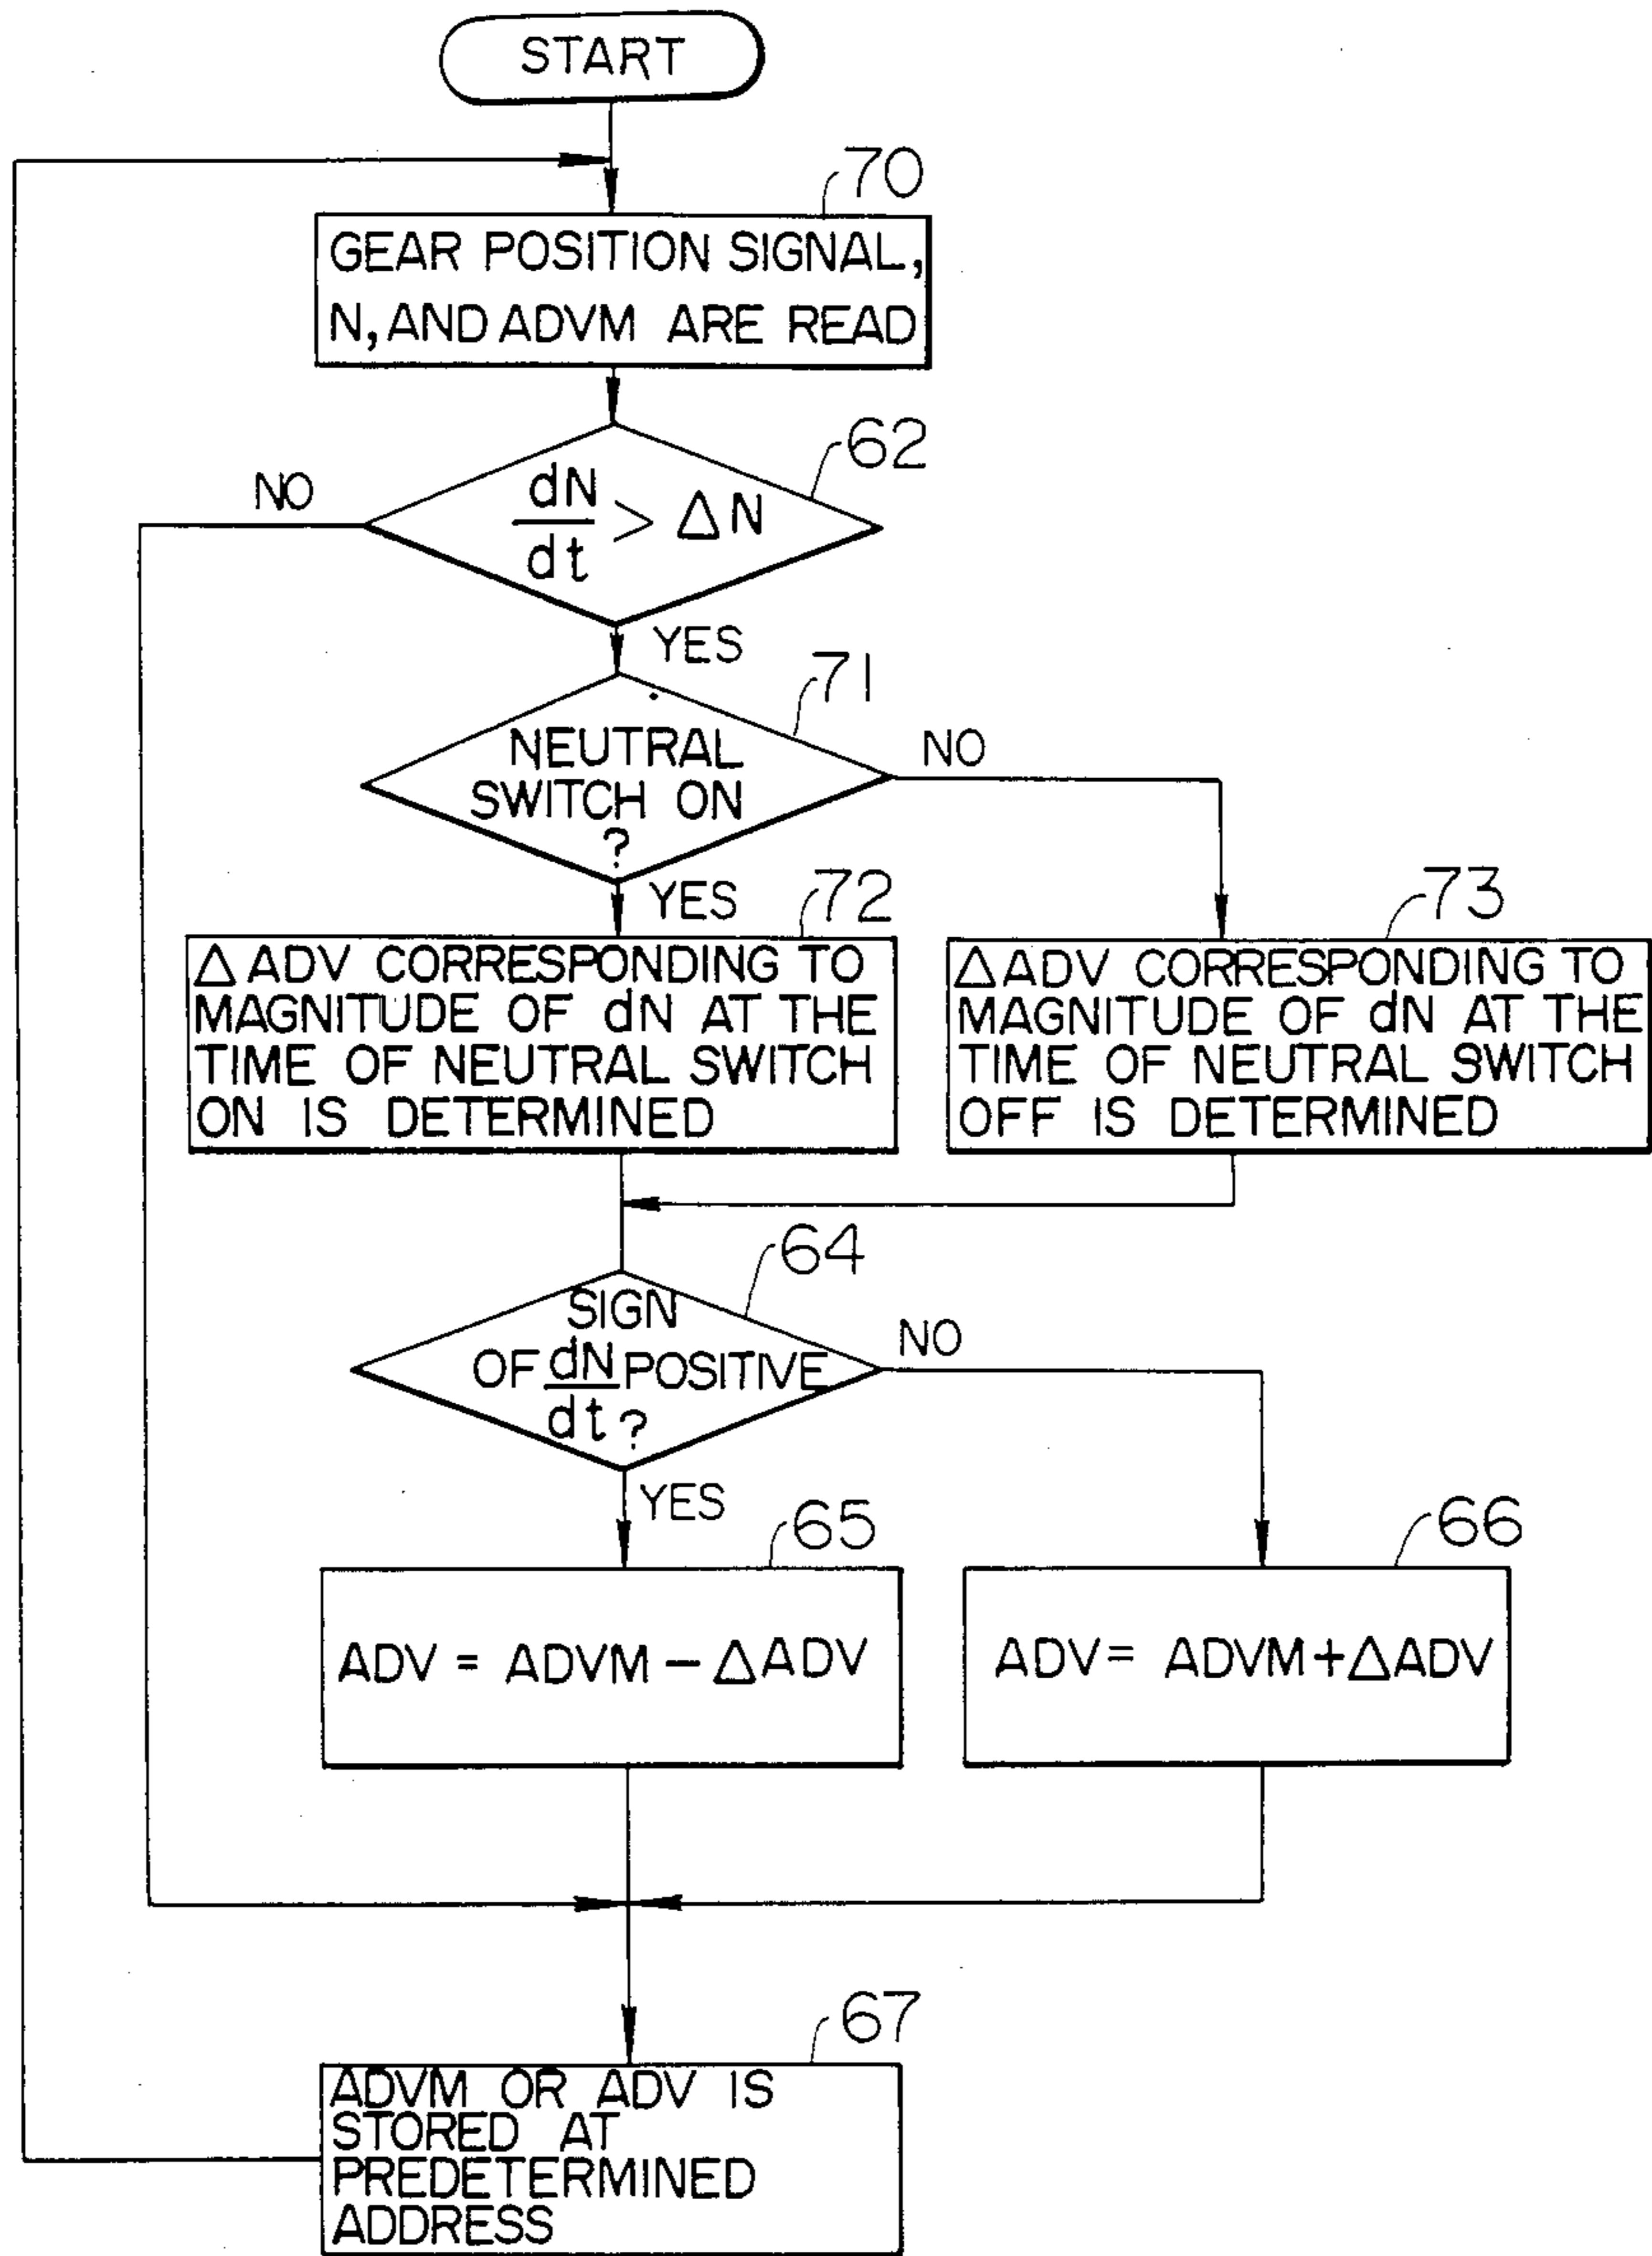 START
70
GEAR POSITION SIGNAL,
N, AND ADVM ARE READ
62
NO
dN
dt
> ΔN
YES
71
NEUTRAL
SWITCH ON
?
NO
YES
72
ΔADV CORRESPONDING TO
MAGNITUDE OF dN AT THE
TIME OF NEUTRAL SWITCH
ON IS DETERMINED
73
ΔADV CORRESPONDING TO
MAGNITUDE OF dN AT THE
TIME OF NEUTRAL SWITCH
OFF IS DETERMINED
64
SIGN
OF dN POSITIVE
dt ?
NO
YES
65
ADV = ADVM - ΔADV
66
ADV = ADVM + ΔADV
67
ADVM OR ADV IS
STORED AT
PREDETERMINED
ADDRESS